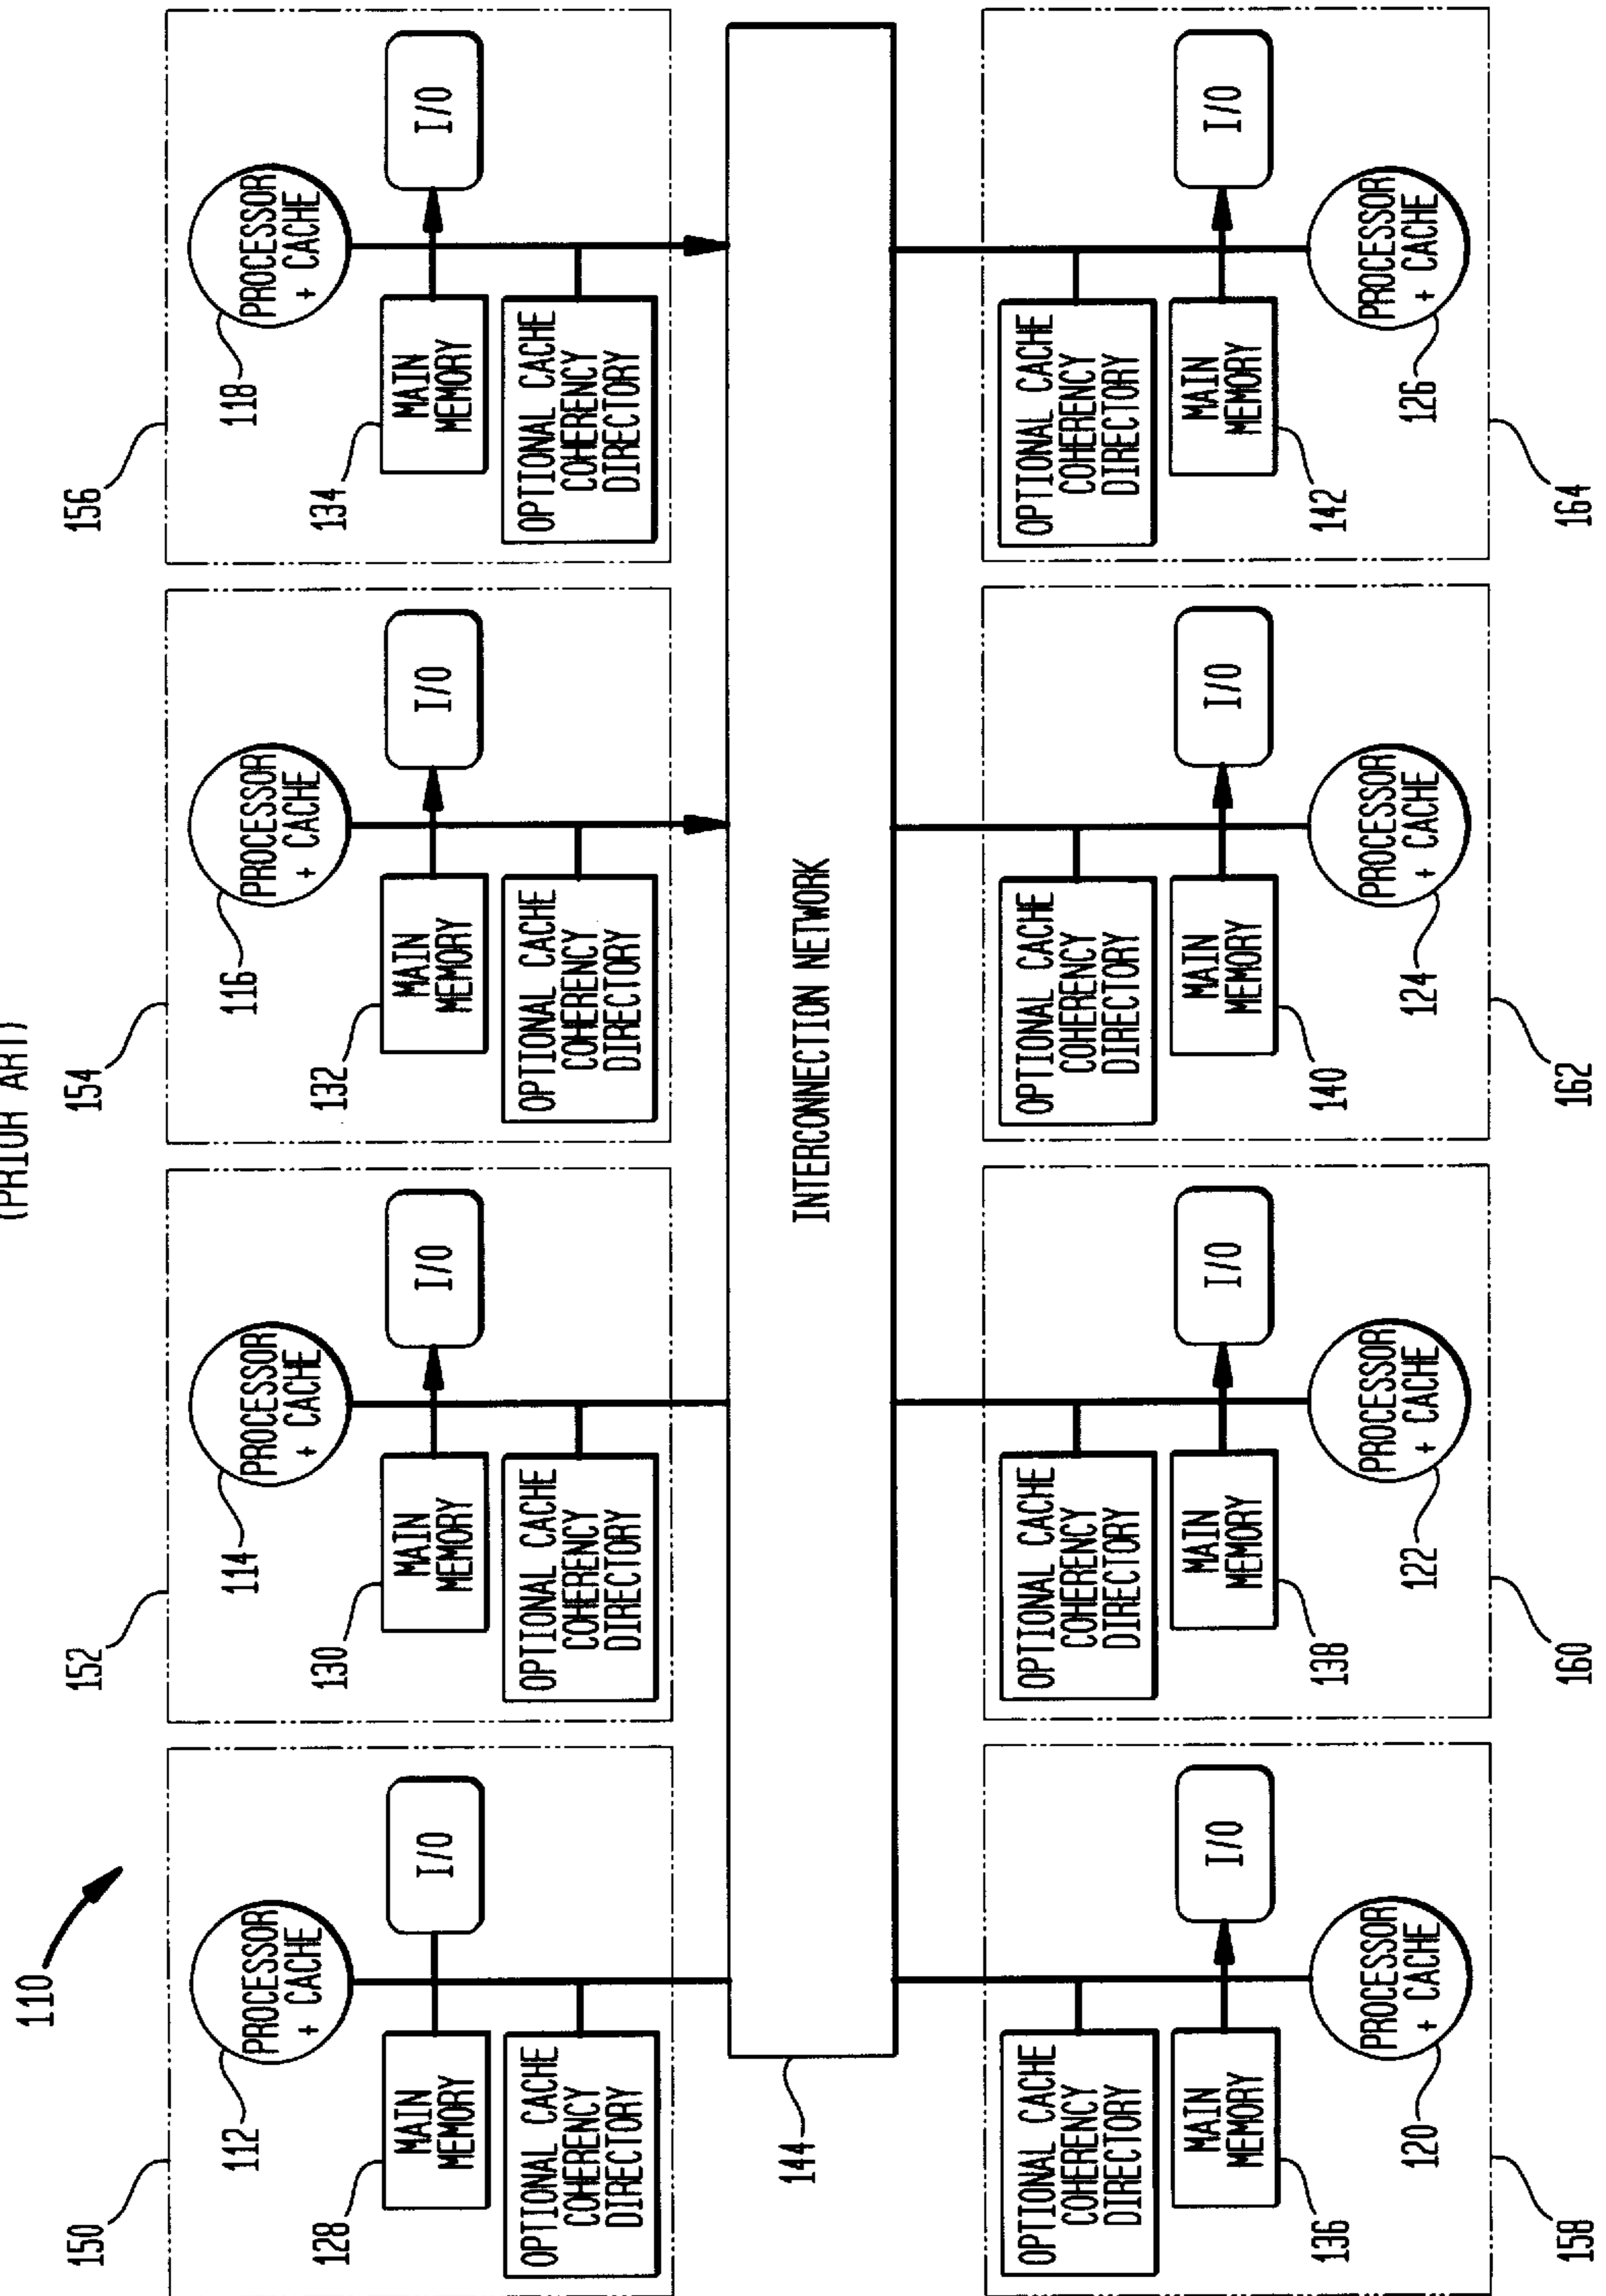 (PRIOR ART)
110
150
112
PROCESSOR
+ CACHE
128
MAIN
MEMORY
I/O
OPTIONAL CACHE
COHERENCY
DIRECTORY
152
114
PROCESSOR
+ CACHE
130
MAIN
MEMORY
I/O
OPTIONAL CACHE
COHERENCY
DIRECTORY
154
116
PROCESSOR
+ CACHE
132
MAIN
MEMORY
I/O
OPTIONAL CACHE
COHERENCY
DIRECTORY
156
118
PROCESSOR
+ CACHE
134
MAIN
MEMORY
I/O
OPTIONAL CACHE
COHERENCY
DIRECTORY
144
INTERCONNECTION NETWORK
OPTIONAL CACHE
COHERENCY
DIRECTORY
MAIN
MEMORY
I/O
136
PROCESSOR
+ CACHE
120
158
OPTIONAL CACHE
COHERENCY
DIRECTORY
MAIN
MEMORY
I/O
138
PROCESSOR
+ CACHE
122
160
OPTIONAL CACHE
COHERENCY
DIRECTORY
MAIN
MEMORY
I/O
140
PROCESSOR
+ CACHE
124
162
OPTIONAL CACHE
COHERENCY
DIRECTORY
MAIN
MEMORY
I/O
142
PROCESSOR
+ CACHE
126
164